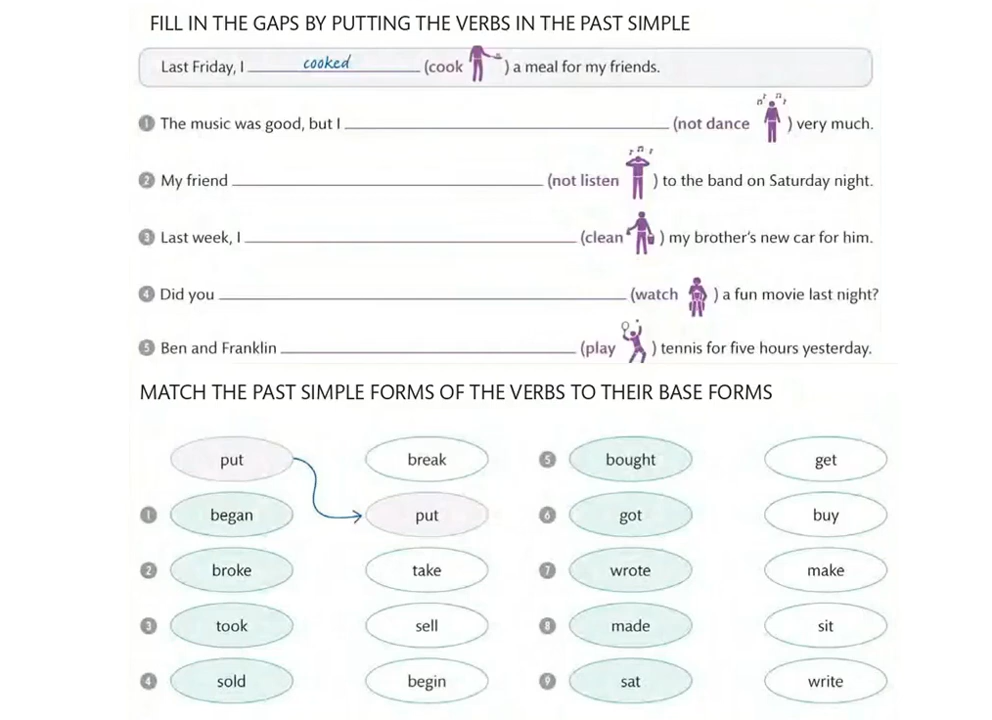 FILL IN THE GAPS BY PUTTING THE VERBS IN THE PAST SIMPLE
Last Friday, I cooked (cook ) a meal for my friends.
1 The music was good, but I (not dance ) very much.
2 My friend (not listen ) to the band on Saturday night.
3 Last week, I (clean ) my brother's new car for him.
4 Did you (watch ) a fun movie last night?
5 Ben and Franklin (play ) tennis for five hours yesterday.
MATCH THE PAST SIMPLE FORMS OF THE VERBS TO THEIR BASE FORMS
put break 5 bought get
1 began put 6 got buy
2 broke take 7 wrote make
3 took sell 8 made sit
4 sold begin 9 sat write